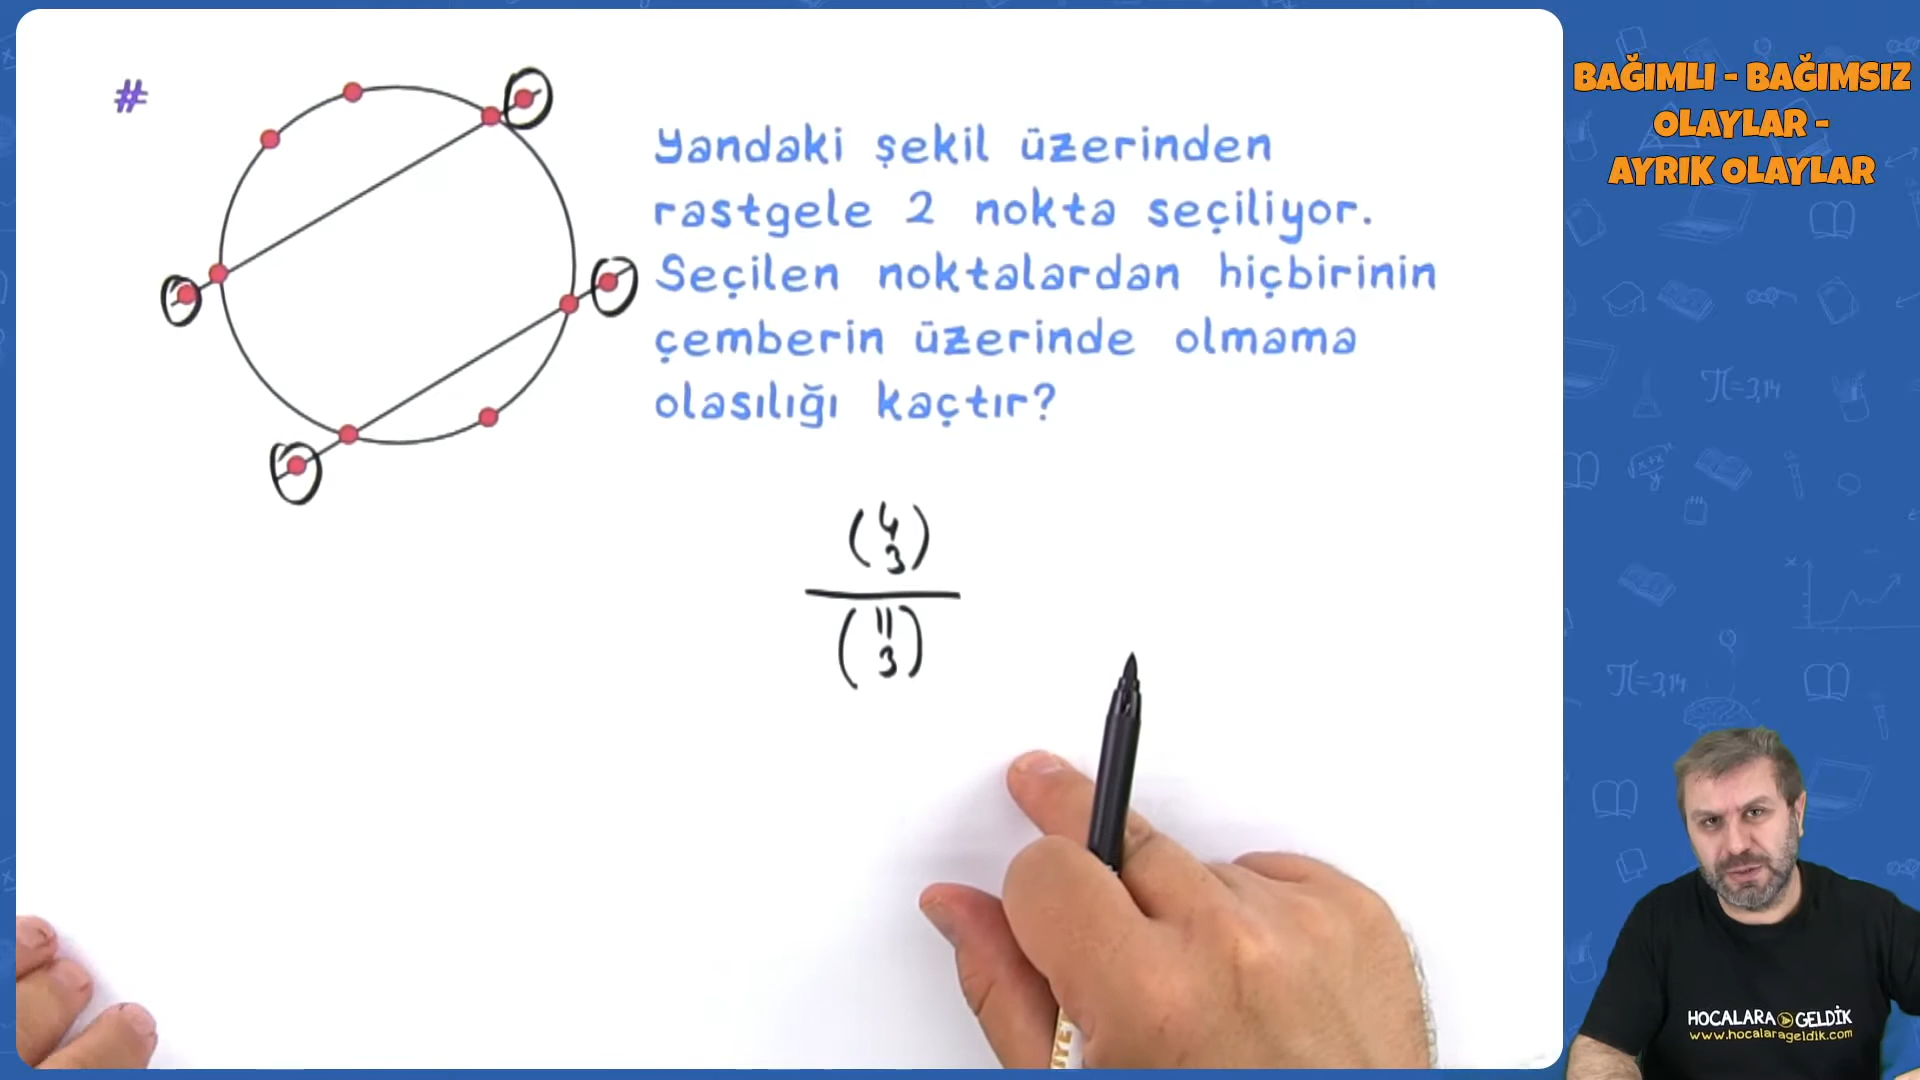 #
Yandaki şekil üzerinden
rastgele 2 nokta seçiliyor.
Seçilen noktalardan hiçbirinin
çemberin üzerinde olmama
olasılığı kaçtır?
(4
3)
(11
3)
BAĞIMLI - BAĞIMSIZ
OLAYLAR -
AYRIK OLAYLAR
π=3,14
π=3,14
HOCALARA GELDİK
www.hocalarageldik.com